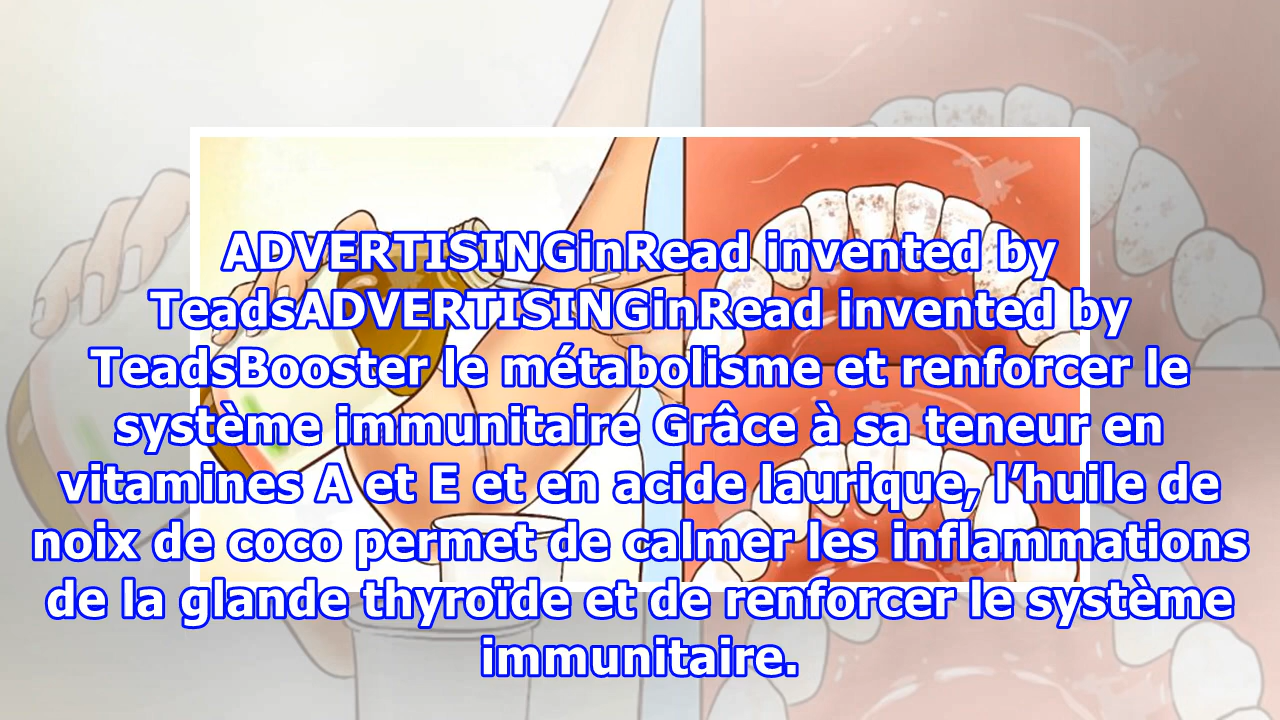 ADVERTISINGinRead invented by
TeadsADVERTISINGinRead invented by
TeadsBooster le métabolisme et renforcer le
système immunitaire Grâce à sa teneur en
vitamines A et E et en acide laurique, l’huile de
noix de coco permet de calmer les inflammations
de la glande thyroïde et de renforcer le système
immunitaire.